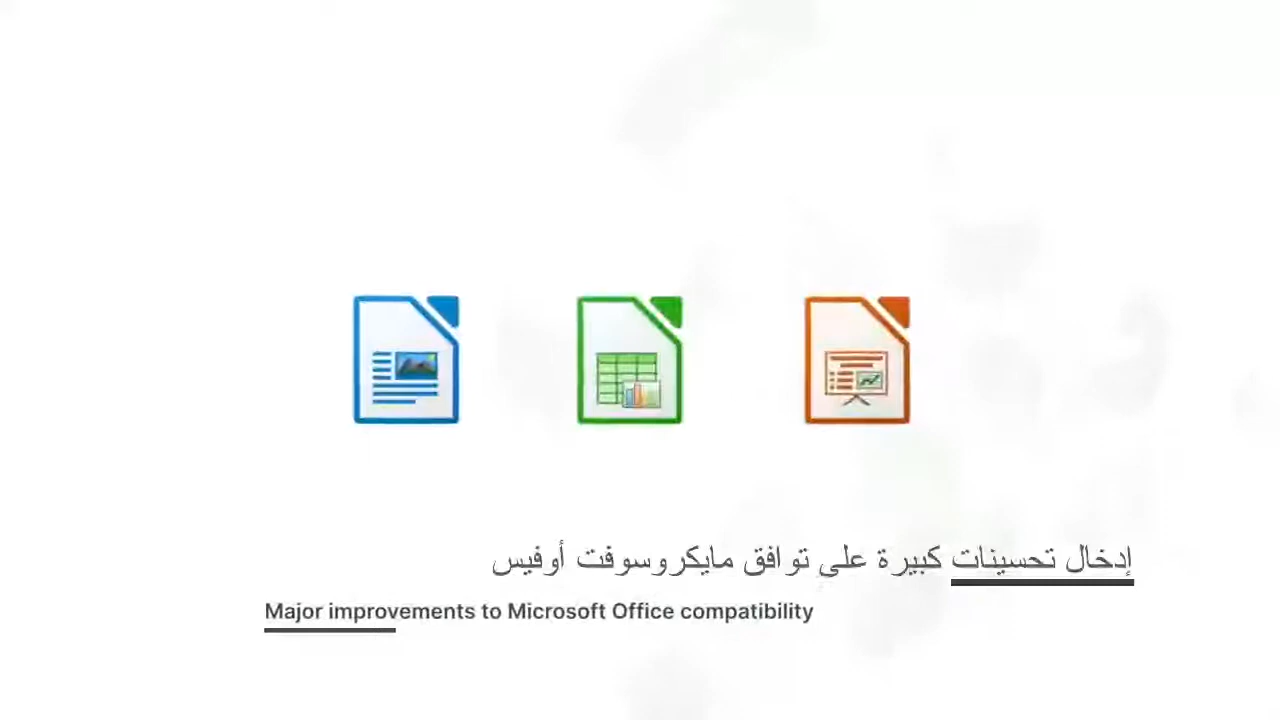 إدخال تحسينات كبيرة على توافق مايكروسوفت أوفيس
Major improvements to Microsoft Office compatibility